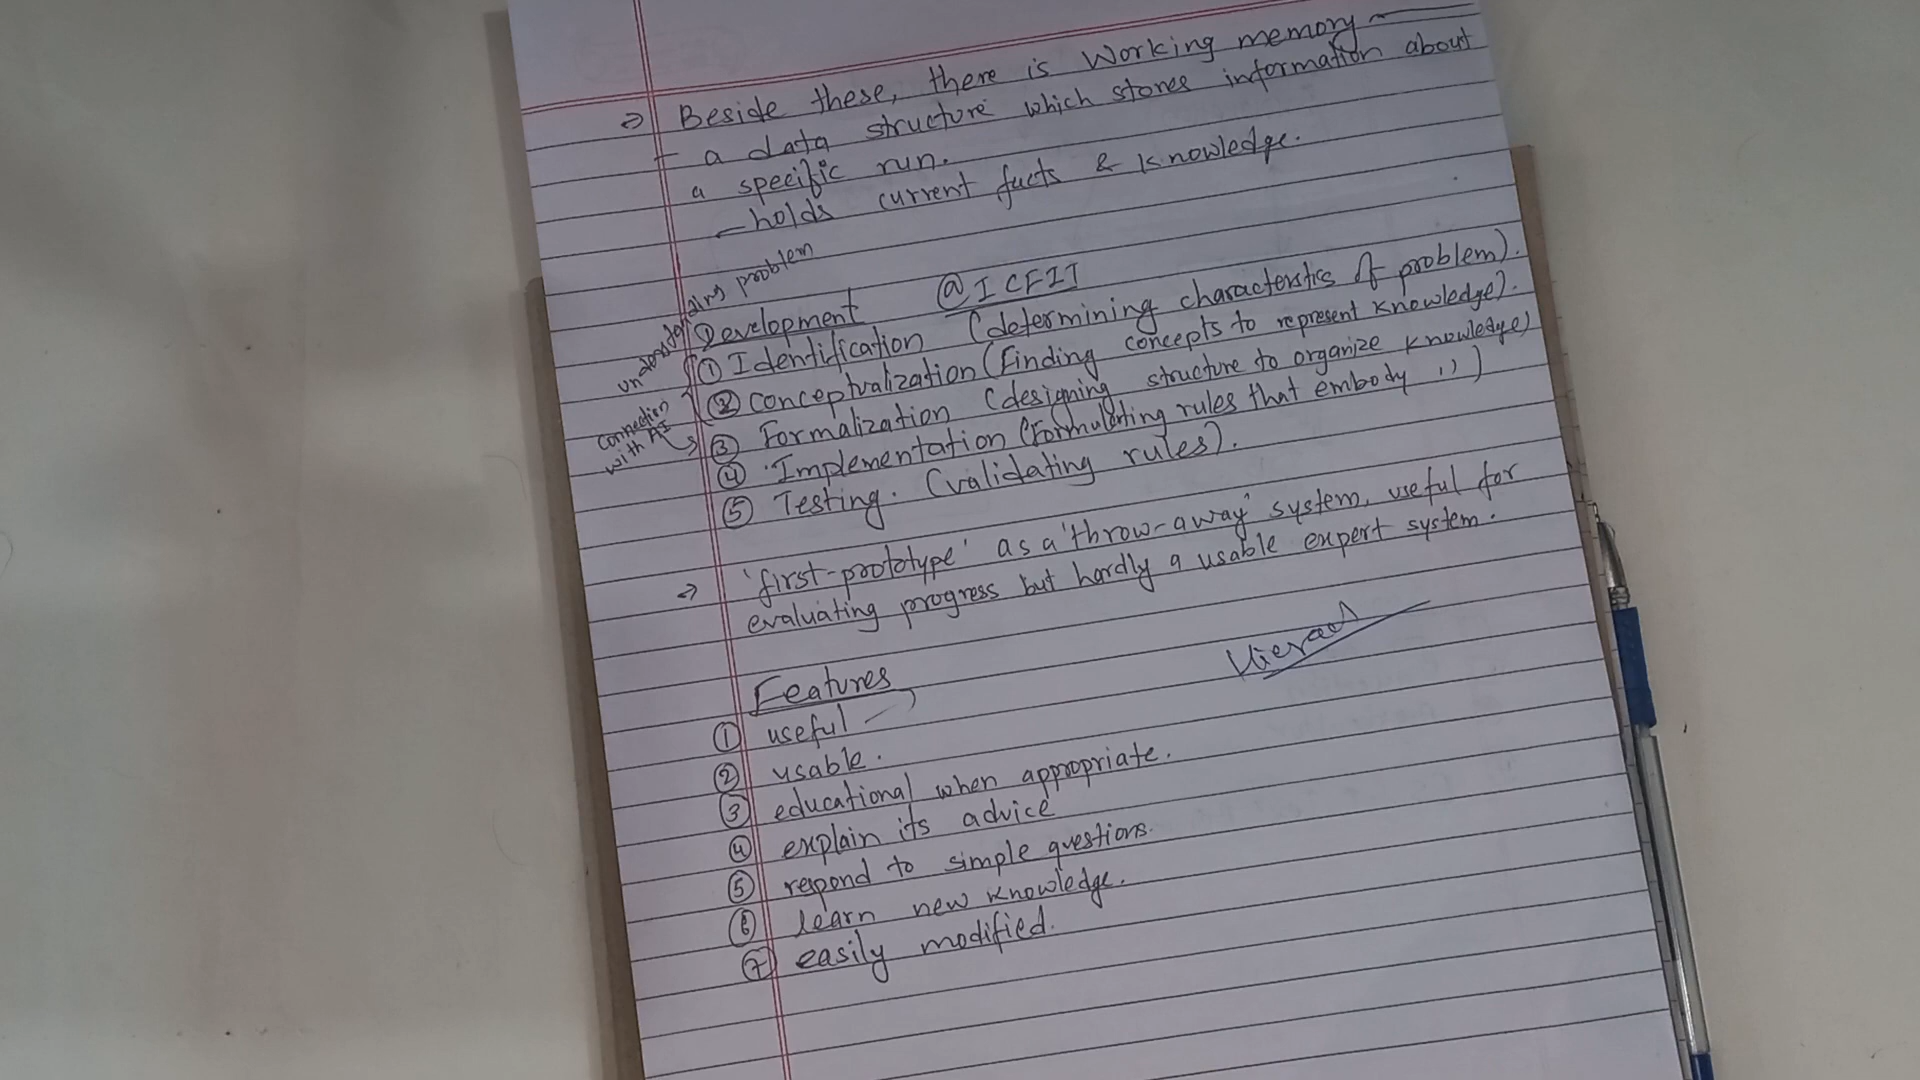 ⇒ Beside these, there is Working memory —
- a data structure which stores information about
a specific run.
- holds current facts & knowledge.
understanding problem
Development @ICFIT
① Identification (determining characteristics of problem).
② Conceptualization (Finding concepts to represent knowledge).
connection with AI
③ Formalization (designing structure to organize knowledge)
④ Implementation (Formulating rules that embody ,,)
⑤ Testing. (validating rules).
⇒ 'first-prototype' as a 'throw-away' system, useful for
evaluating progress but hardly a usable expert system.
Features
① useful
② usable.
③ educational when appropriate.
④ explain its advice
⑤ respond to simple questions.
⑥ learn new knowledge.
⑦ easily modified.